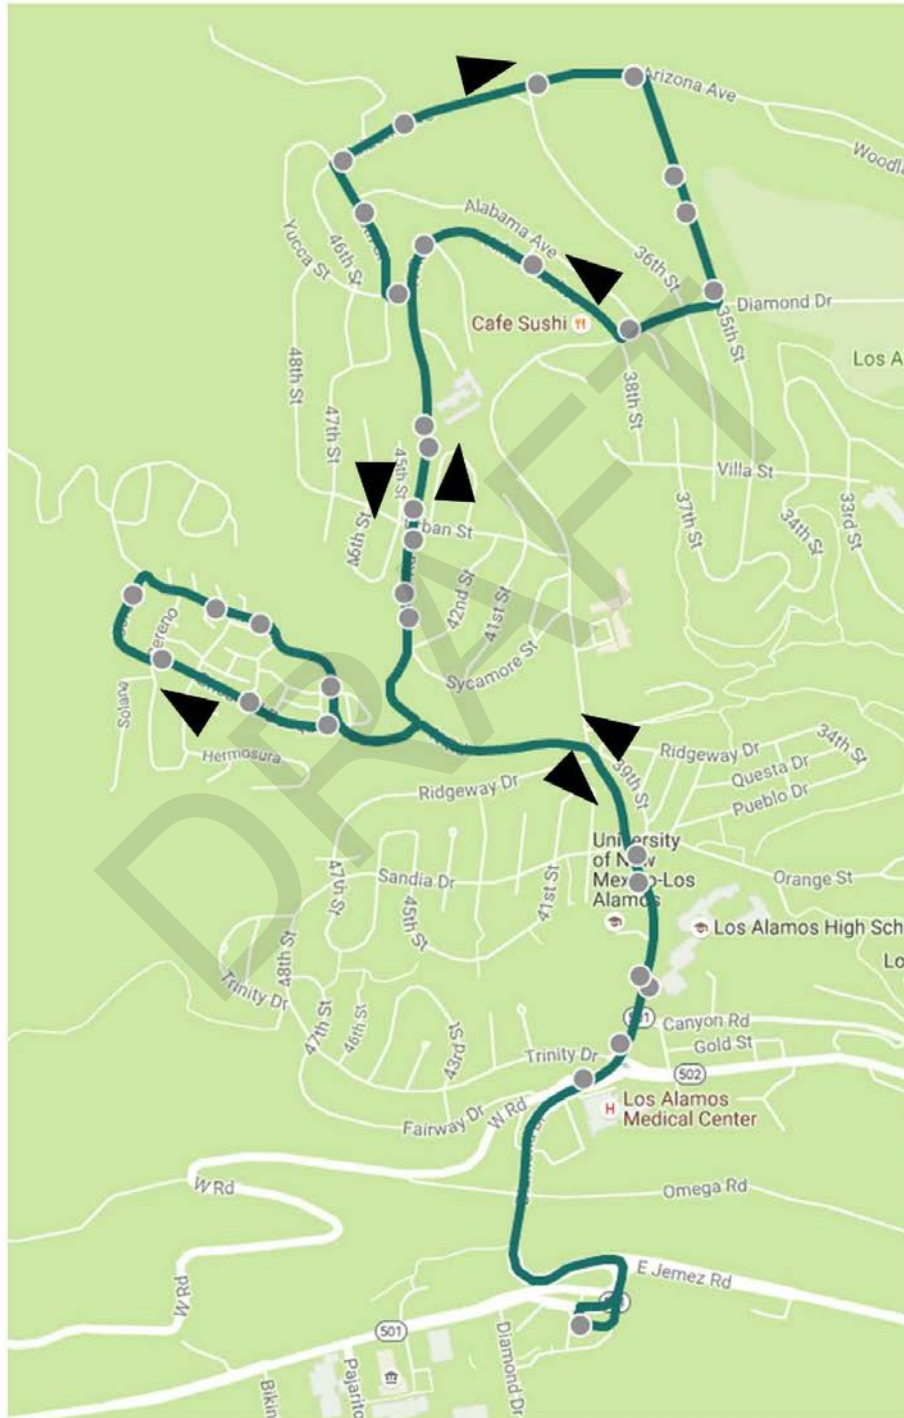 Arizona Ave
Woodla
Alabama Ave
Yucca St
46th St
36th St
Diamond Dr
Cafe Sushi
35th St
Los A
48th St
38th St
47th St
45th St
Villa St
46th St
37th St
34th St
33rd St
42nd St
41st St
Sycamore St
Solana
Hermosura
Ridgeway Dr
34th St
39th St
Questa Dr
Ridgeway Dr
Pueblo Dr
University
of New
Mexico-Los
Alamos
47th St
Sandia Dr
41st St
Orange St
45th St
Los Alamos High Sch
48th St
Lo
Trinity Dr
47th St
46th St
43rd St
Canyon Rd
Gold St
Trinity Dr
502
H
Los Alamos
Medical Center
Fairway Dr
W Rd
W Rd
Omega Rd
E Jemez Rd
W Rd
501
Diamond Dr
Pajarito
Bikin
DRAFT